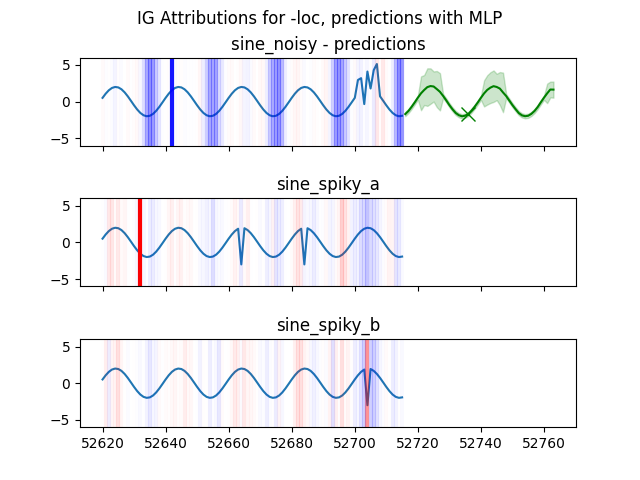 IG Attributions for -loc, predictions with MLP
sine_noisy - predictions
5
0
−5
sine_spiky_a
5
0
−5
sine_spiky_b
5
0
−5
52620 52640 52660 52680 52700 52720 52740 52760